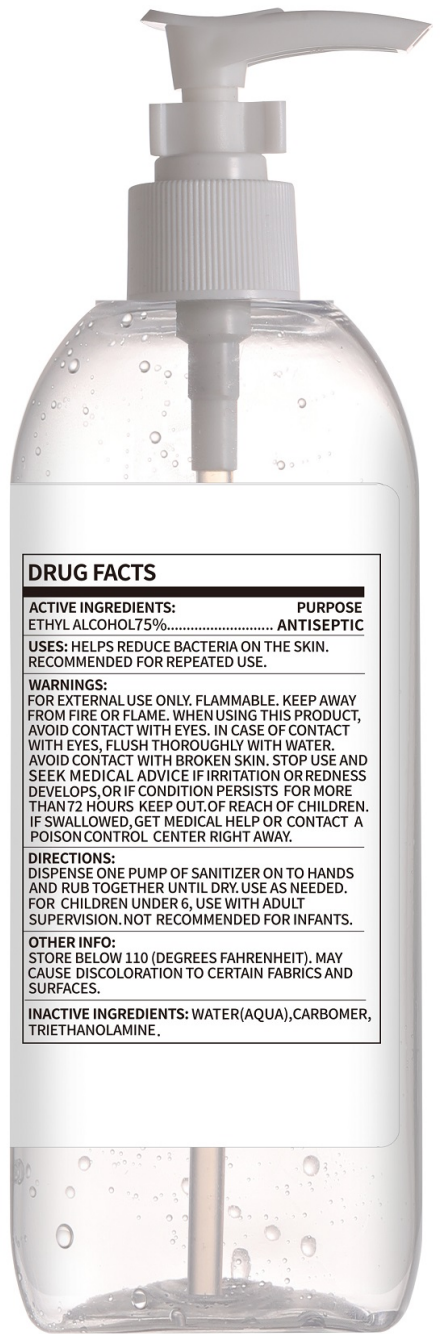 DRUG FACTS
ACTIVE INGREDIENTS: PURPOSE
ETHYL ALCOHOL75%........................... ANTISEPTIC
USES: HELPS REDUCE BACTERIA ON THE SKIN.
RECOMMENDED FOR REPEATED USE.
WARNINGS:
FOR EXTERNAL USE ONLY. FLAMMABLE. KEEP AWAY
FROM FIRE OR FLAME. WHEN USING THIS PRODUCT,
AVOID CONTACT WITH EYES. IN CASE OF CONTACT
WITH EYES, FLUSH THOROUGHLY WITH WATER.
AVOID CONTACT WITH BROKEN SKIN. STOP USE AND
SEEK MEDICAL ADVICE IF IRRITATION OR REDNESS
DEVELOPS,OR IF CONDITION PERSISTS FOR MORE
THAN 72 HOURS KEEP OUT.OF REACH OF CHILDREN.
IF SWALLOWED,GET MEDICAL HELP OR CONTACT A
POISON CONTROL CENTER RIGHT AWAY.
DIRECTIONS:
DISPENSE ONE PUMP OF SANITIZER ON TO HANDS
AND RUB TOGETHER UNTIL DRY. USE AS NEEDED.
FOR CHILDREN UNDER 6, USE WITH ADULT
SUPERVISION.NOT RECOMMENDED FOR INFANTS.
OTHER INFO:
STORE BELOW 110 (DEGREES FAHRENHEIT). MAY
CAUSE DISCOLORATION TO CERTAIN FABRICS AND
SURFACES.
INACTIVE INGREDIENTS: WATER(AQUA),CARBOMER,
TRIETHANOLAMINE.